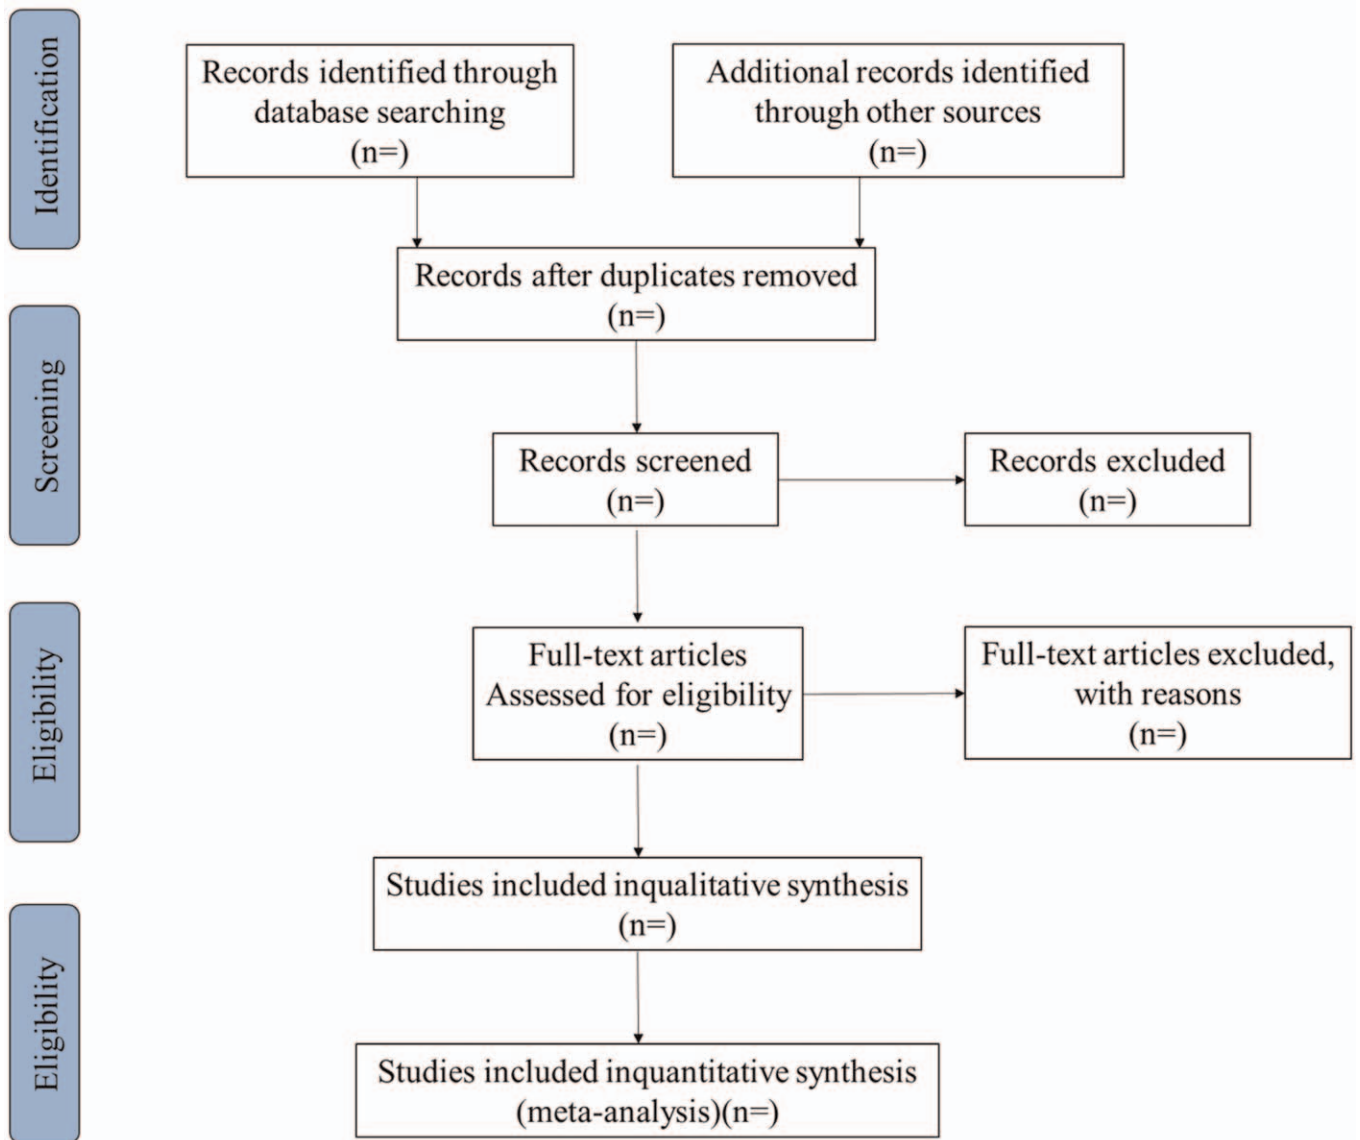 Identification
Records identified through
database searching
(n=)
Additional records identified
through other sources
(n=)
Records after duplicates removed
(n=)
Screening
Records screened
(n=)
Records excluded
(n=)
Eligibility
Full-text articles
Assessed for eligibility
(n=)
Full-text articles excluded,
with reasons
(n=)
Studies included inqualitative synthesis
(n=)
Eligibility
Studies included inquantitative synthesis
(meta-analysis)(n=)